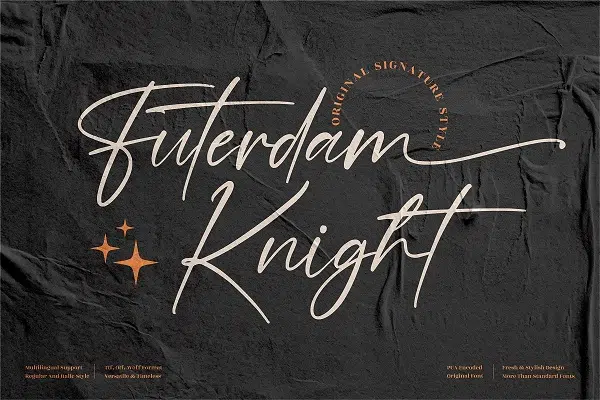 ORIGINAL SIGNATURE STYLE
Futerdam
Knight
Multilingual Support
Regular And Italic Style
TTF, Otf, Woff Format
Versatile & Timeless
PUA Encoded
Original Font
Fresh & Stylish Design
More Than Standard Fonts